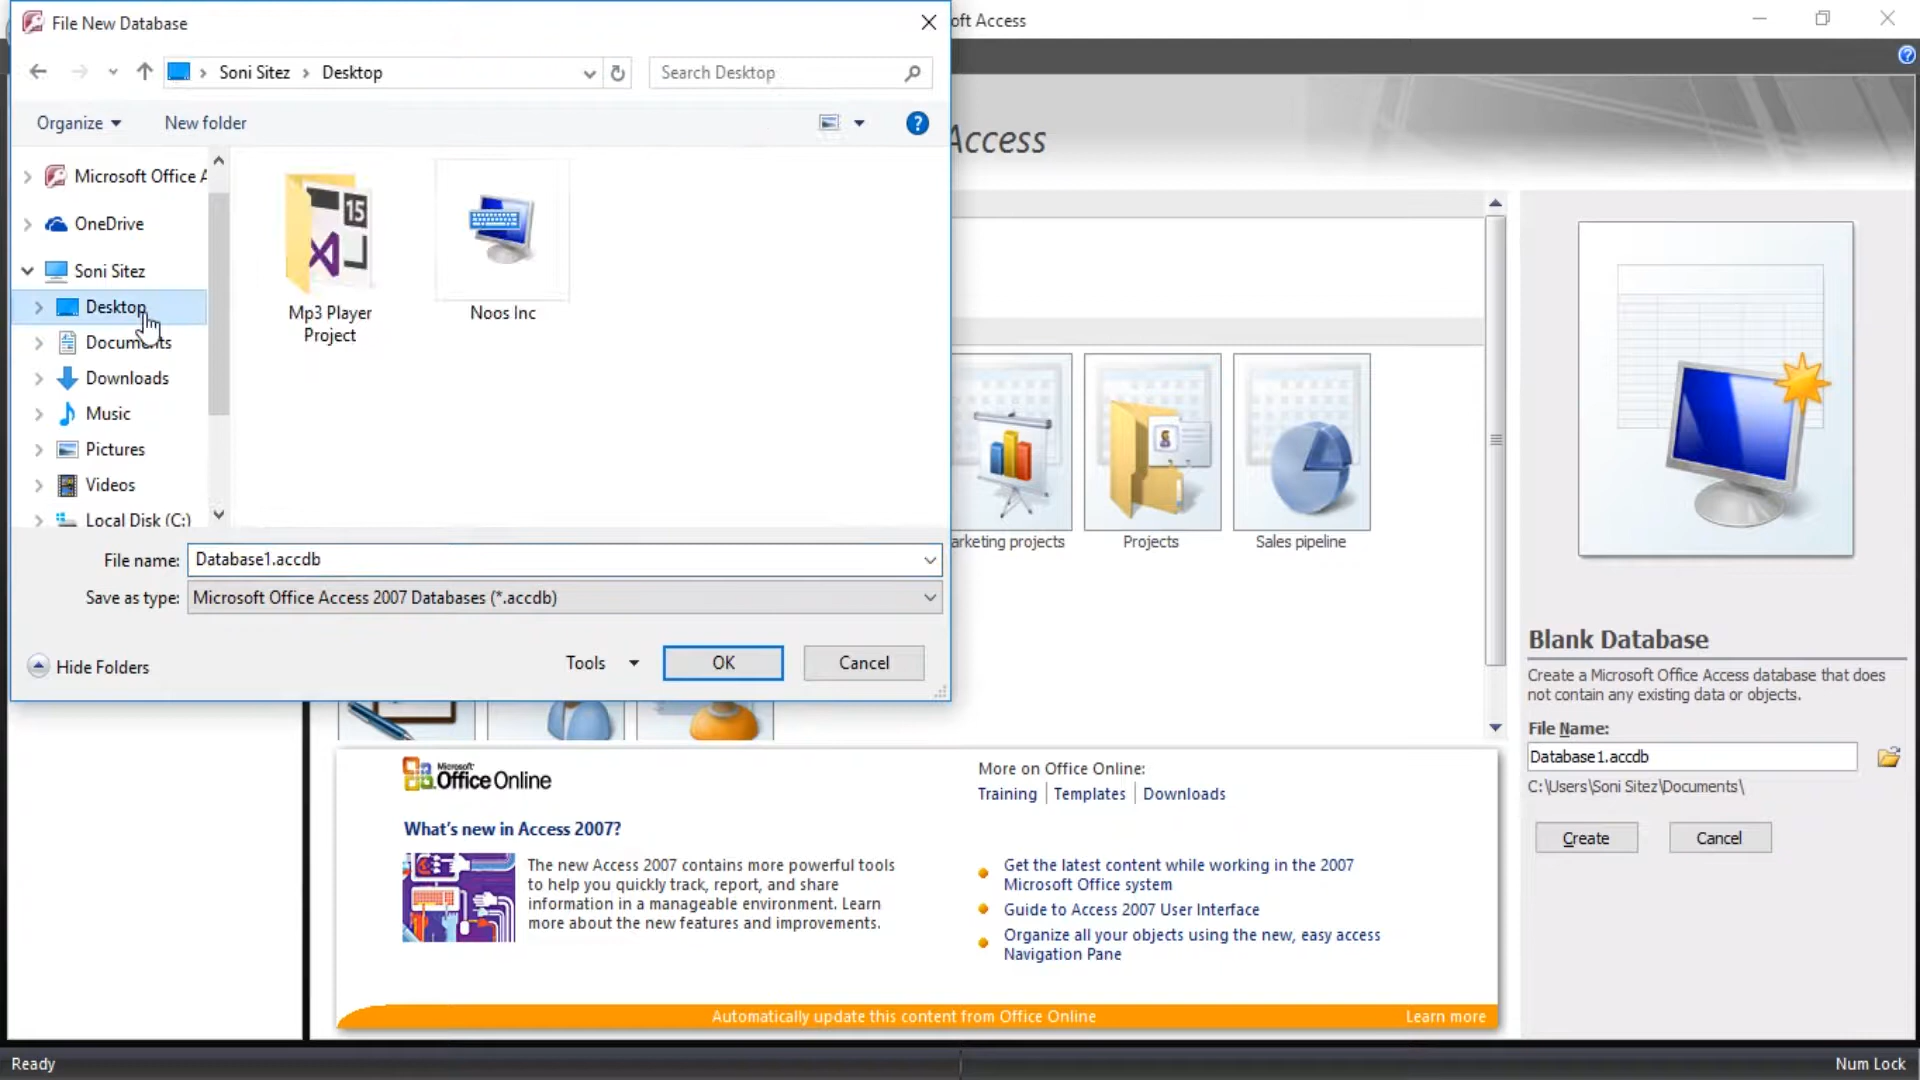 File New Database
oft Access
Soni Sitez
Desktop
Search Desktop
Organize
New folder
Access
Microsoft Office A
OneDrive
Soni Sitez
Desktop
Documents
Downloads
Music
Pictures
Videos
Local Disk (C:)
15
Mp3 Player
Project
Noos Inc
File name:
Database1.accdb
Save as type:
Microsoft Office Access 2007 Databases (*.accdb)
Hide Folders
Tools
OK
Cancel
arketing projects
Projects
Sales pipeline
Blank Database
Create a Microsoft Office Access database that does
not contain any existing data or objects.
File Name:
Database1.accdb
C:\Users\Soni Sitez\Documents\
Create
Cancel
Microsoft
Office Online
More on Office Online:
Training
Templates
Downloads
What's new in Access 2007?
The new Access 2007 contains more powerful tools
to help you quickly track, report, and share
information in a manageable environment. Learn
more about the new features and improvements.
Get the latest content while working in the 2007
Microsoft Office system
Guide to Access 2007 User Interface
Organize all your objects using the new, easy access
Navigation Pane
Automatically update this content from Office Online
Learn more
Ready
Num Lock